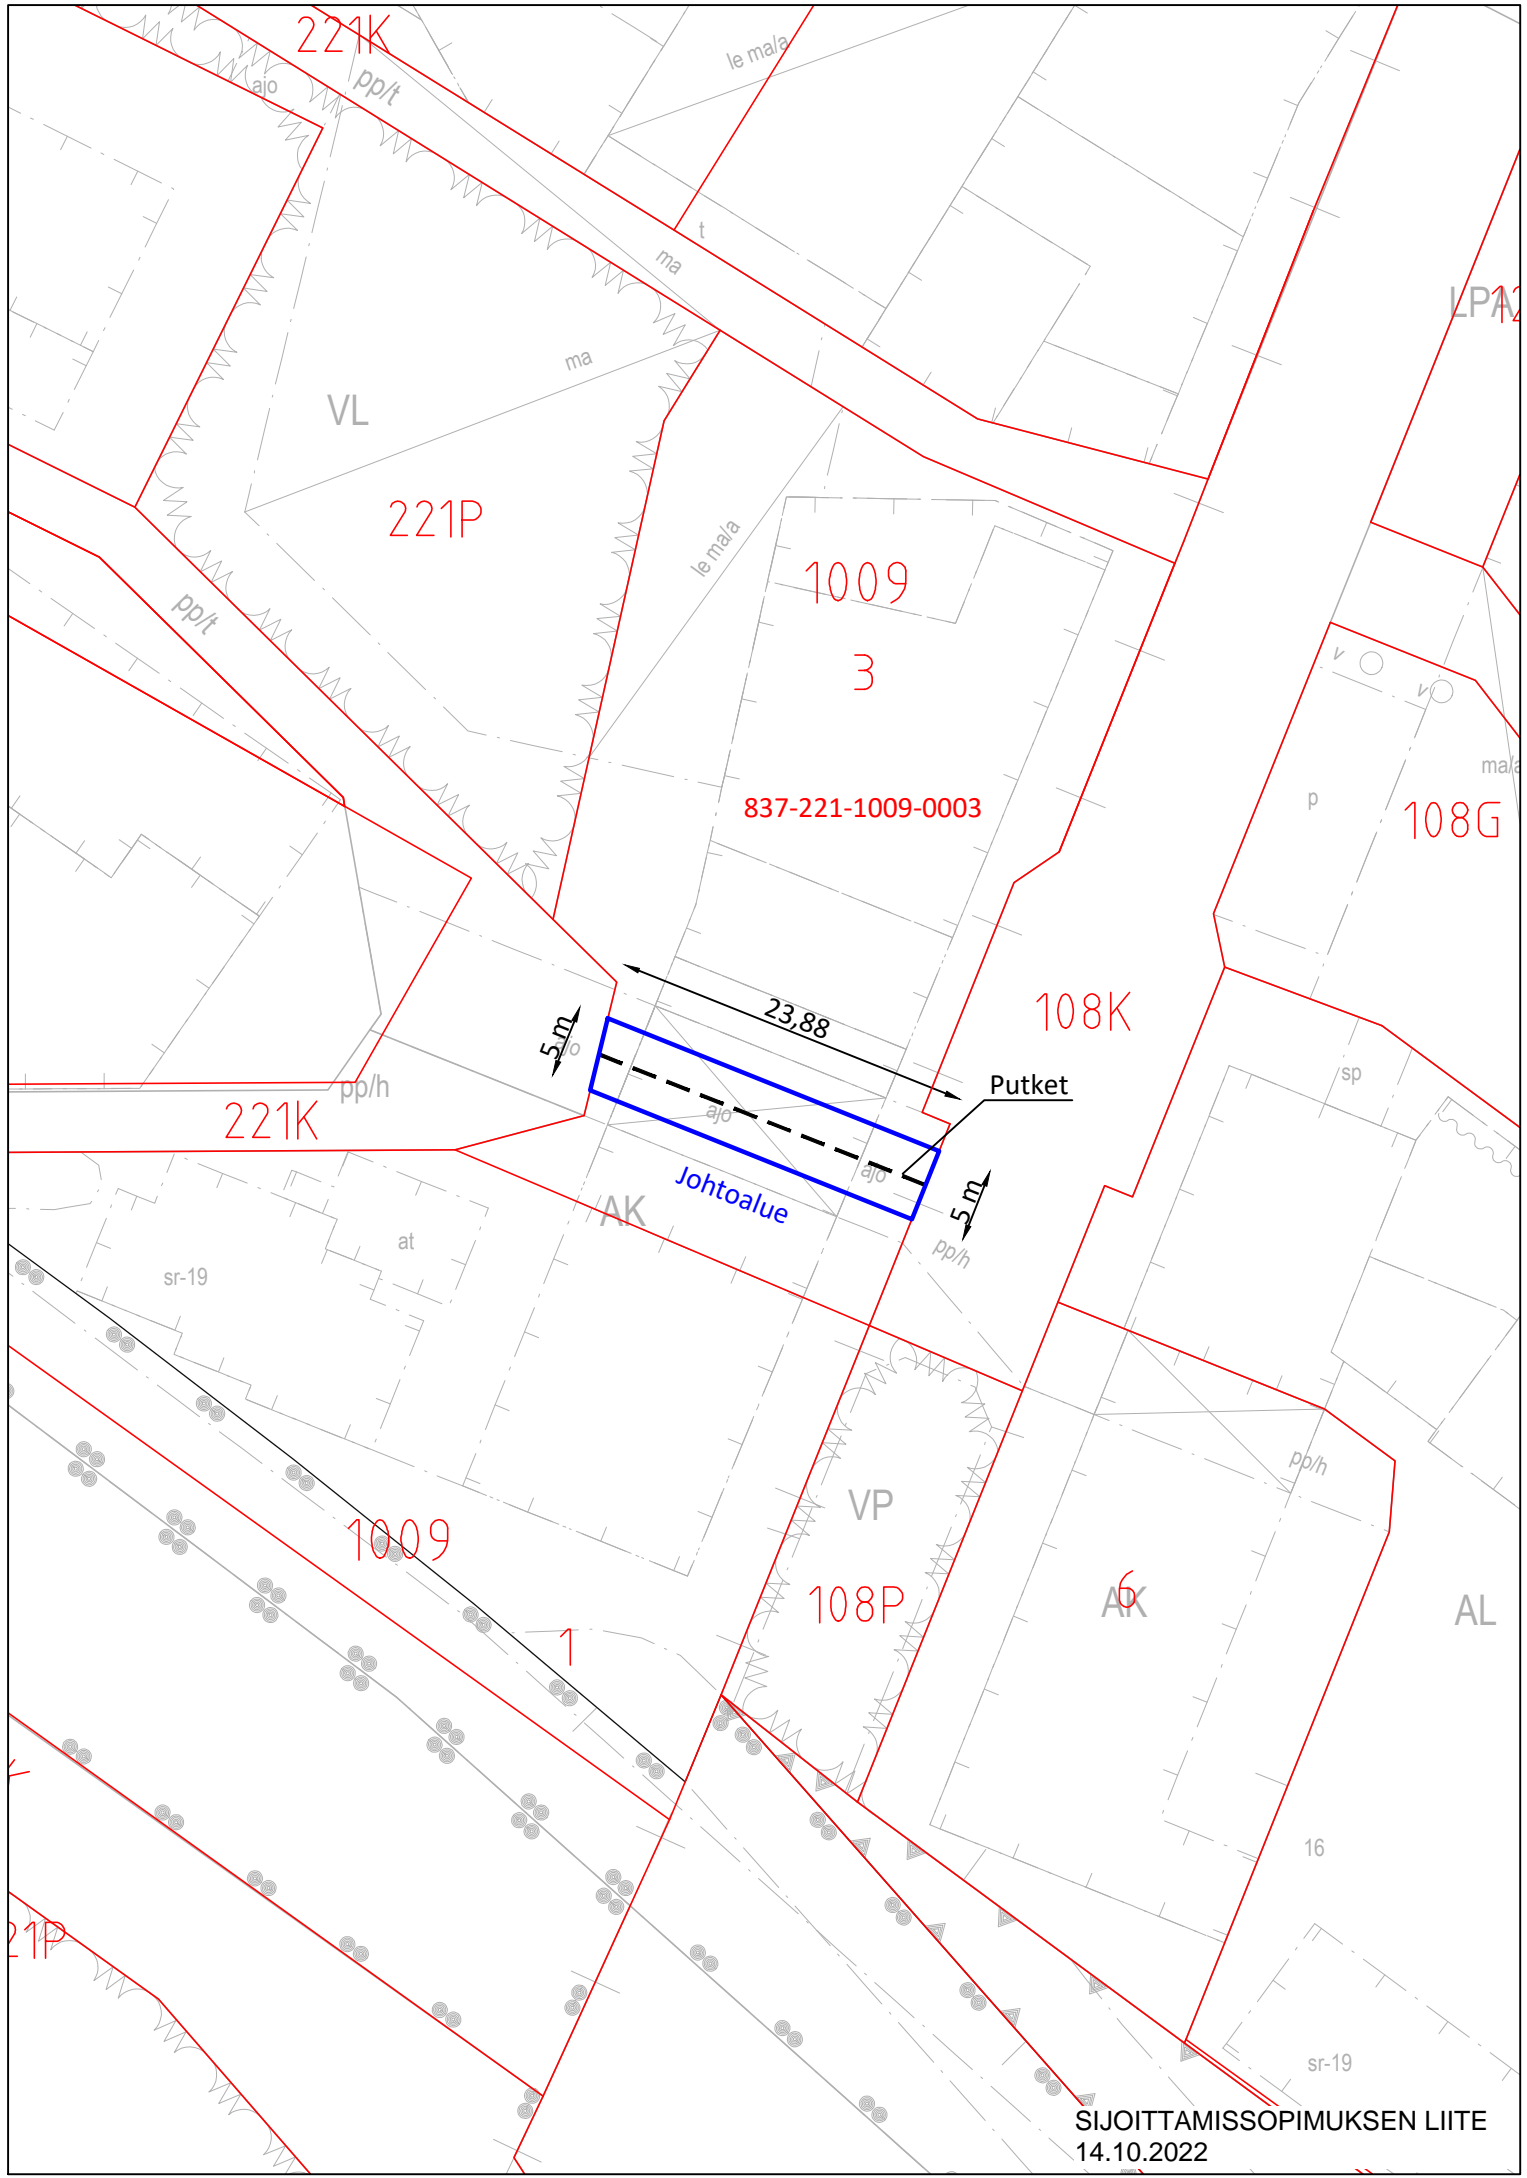 221K
le ma/a
ajo
pp/t
t
ma
LPA
ma
VL
221P
le ma/a
1009
pp/t
3
v
v
ma/a
837-221-1009-0003
p
108G
23,88
108K
5 m
ajo
sp
pp/h
Putket
221K
ajo
ajo
Johtoalue
5 m
AK
at
pp/h
sr-19
pp/h
VP
1009
108P
AK
6
AL
1
16
21P
sr-19
SIJOITTAMISSOPIMUKSEN LIITE
14.10.2022